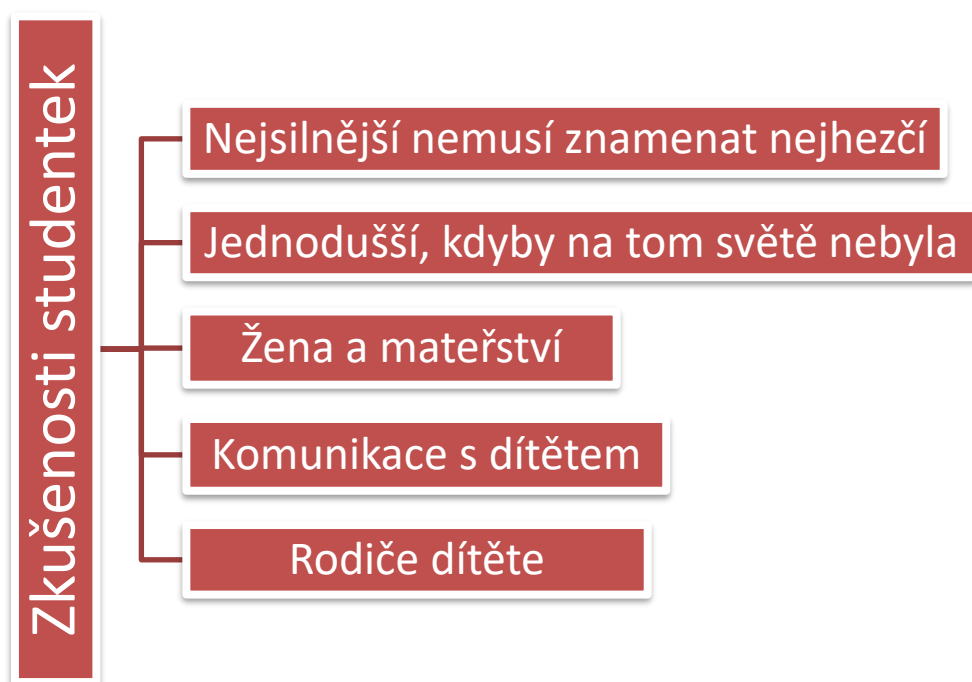 Zkušenosti studentek
Nejsilnější nemusí znamenat nejhezčí
Jednodušší, kdyby na tom světě nebyla
Žena a mateřství
Komunikace s dítětem
Rodiče dítěte